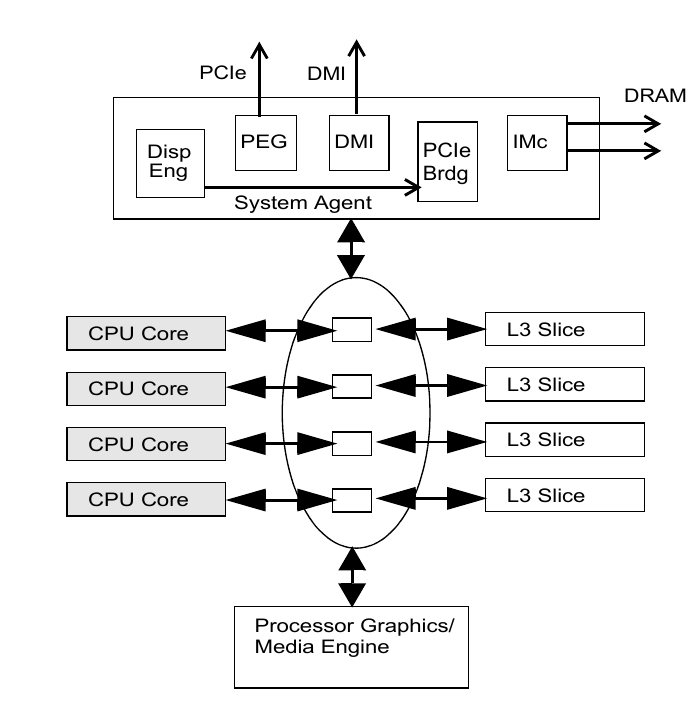 PCIe
DMI
DRAM
Disp
Eng
PEG
DMI
PCIe
Brdg
IMc
System Agent
CPU Core
L3 Slice
CPU Core
L3 Slice
CPU Core
L3 Slice
CPU Core
L3 Slice
Processor Graphics/
Media Engine